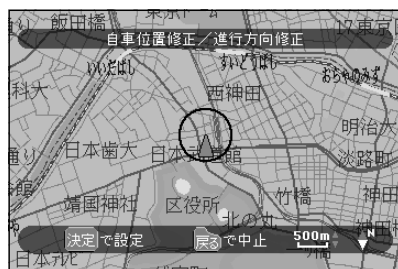 飯田橋
東京ドーム
17東京
自車位置修正／進行方向修正
いいだばし
すいどうばし
おちゃのみず
科大
西神田
明治大
通り
日本歯大
日本武道館
淡路町
館
靖国神社
区役所
竹橋
神田
北の丸
決定で設定
戻るで中止
500m
N
日本テレビ